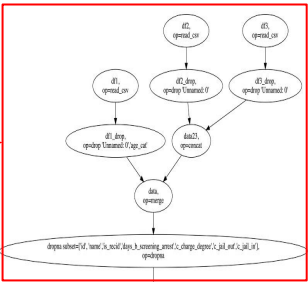 df2,
op=read_csv
df3,
op=read_csv
df1,
op=read_csv
df2_drop,
op=drop 'Unnamed: 0'
df3_drop,
op=drop 'Unnamed: 0'
df1_drop,
op=drop 'Unnamed: 0','age_cat'
data23,
op=concat
data,
op=merge
dropna subset=['id', 'name','is_recid','days_b_screening_arrest','c_charge_degree','c_jail_out','c_jail_in'],
op=dropna